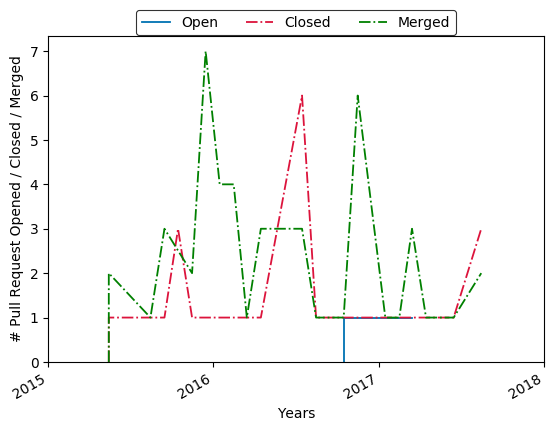 Open Closed Merged
# Pull Request Opened / Closed / Merged
7
6
5
4
3
2
1
0
2015 2016 2017 2018
Years